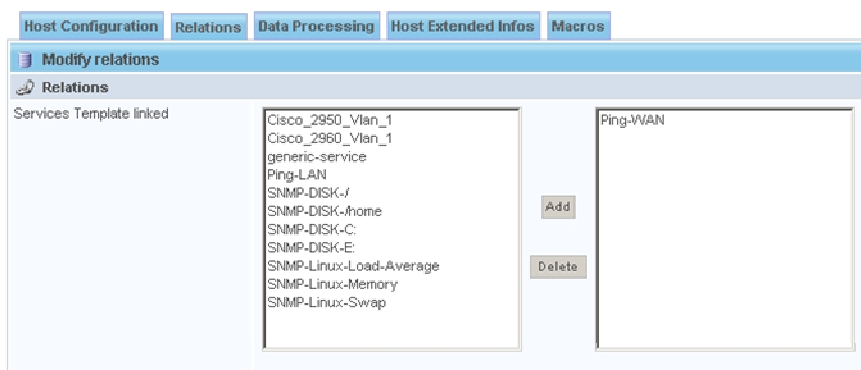 Host Configuration Relations Data Processing Host Extended Infos Macros
Modify relations
Relations
Services Template linked
Cisco_2950_Vlan_1
Cisco_2960_Vlan_1
generic-service
Ping-LAN
SNMP-DISK-/
SNMP-DISK-/home
SNMP-DISK-C:
SNMP-DISK-E:
SNMP-Linux-Load-Average
SNMP-Linux-Memory
SNMP-Linux-Swap
Add
Delete
Ping-WAN